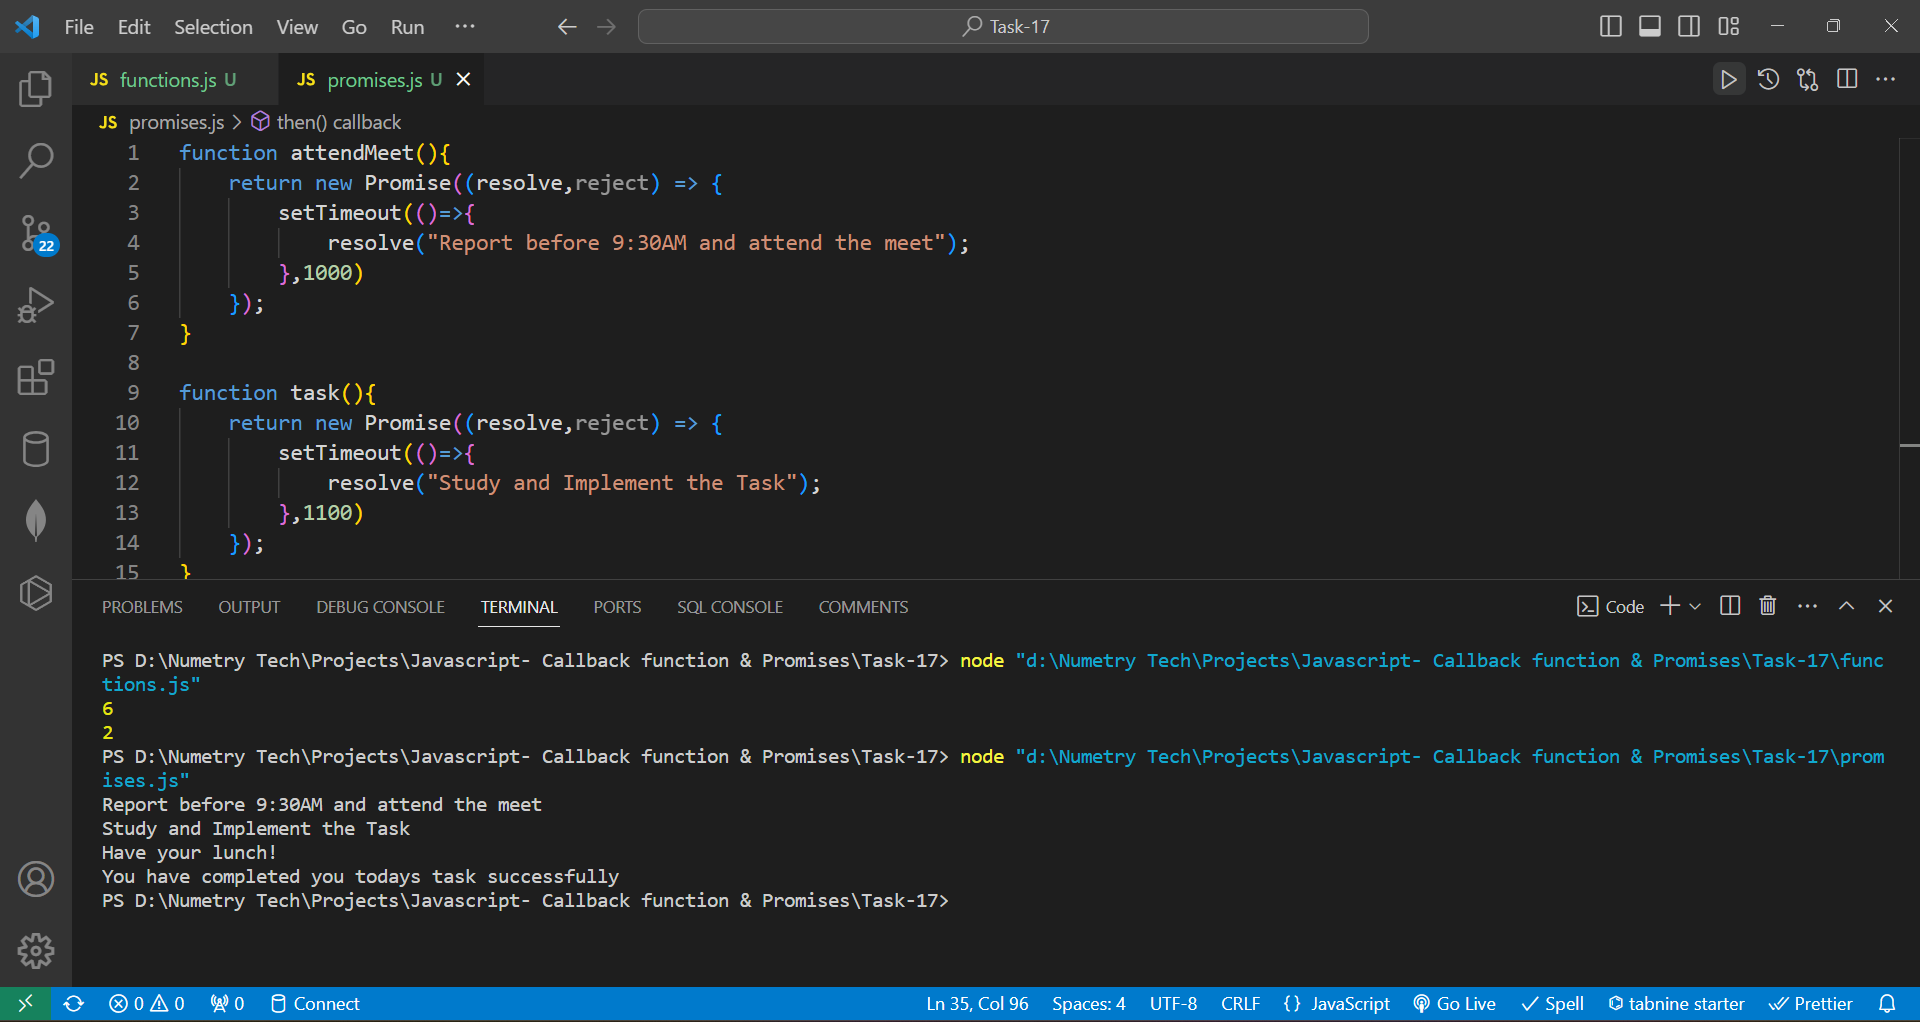 File Edit Selection View Go Run ··· Task-17
JS functions.js U JS promises.js U
JS promises.js > then() callback
1 function attendMeet(){
2 return new Promise((resolve,reject) => {
3 setTimeout(()=>{
4 resolve("Report before 9:30AM and attend the meet");
5 },1000)
6 });
7 }
8
9 function task(){
10 return new Promise((resolve,reject) => {
11 setTimeout(()=>{
12 resolve("Study and Implement the Task");
13 },1100)
14 });
15 }
22
PROBLEMS OUTPUT DEBUG CONSOLE TERMINAL PORTS SQL CONSOLE COMMENTS Code
PS D:\Numetry Tech\Projects\Javascript- Callback function & Promises\Task-17> node "d:\Numetry Tech\Projects\Javascript- Callback function & Promises\Task-17\func
tions.js"
6
2
PS D:\Numetry Tech\Projects\Javascript- Callback function & Promises\Task-17> node "d:\Numetry Tech\Projects\Javascript- Callback function & Promises\Task-17\prom
ises.js"
Report before 9:30AM and attend the meet
Study and Implement the Task
Have your lunch!
You have completed you todays task successfully
PS D:\Numetry Tech\Projects\Javascript- Callback function & Promises\Task-17>
0 0 0 Connect Ln 35, Col 96 Spaces: 4 UTF-8 CRLF {} JavaScript Go Live Spell tabnine starter Prettier